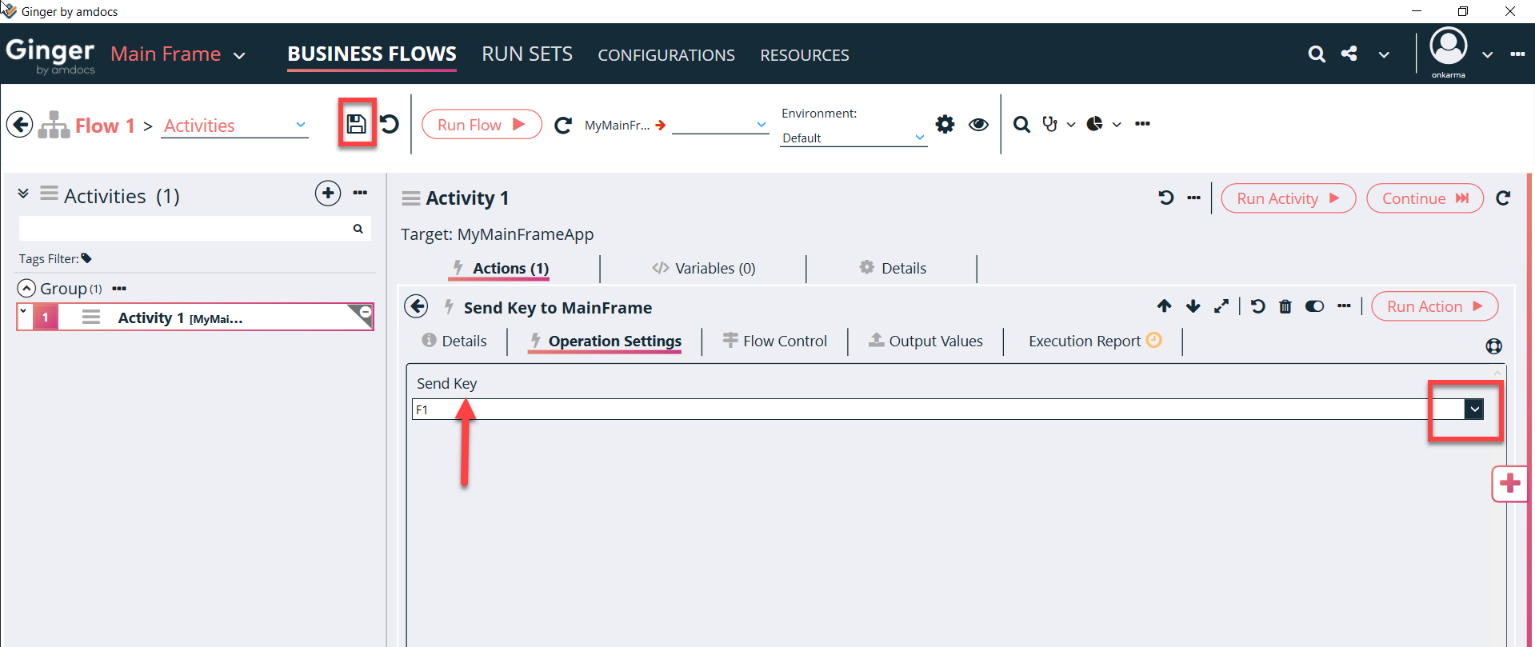 Ginger by amdocs
Ginger by amdocs Main Frame BUSINESS FLOWS RUN SETS CONFIGURATIONS RESOURCES
onkarma
Flow 1 > Activities Run Flow MyMainFr... Environment:
Default
Activities (1)
Tags Filter:
Group (1)
1 Activity 1 [MyMai...
Activity 1 Run Activity Continue
Target: MyMainFrameApp
Actions (1) </> Variables (0) Details
Send Key to MainFrame Run Action
Details Operation Settings Flow Control Output Values Execution Report
Send Key
F1